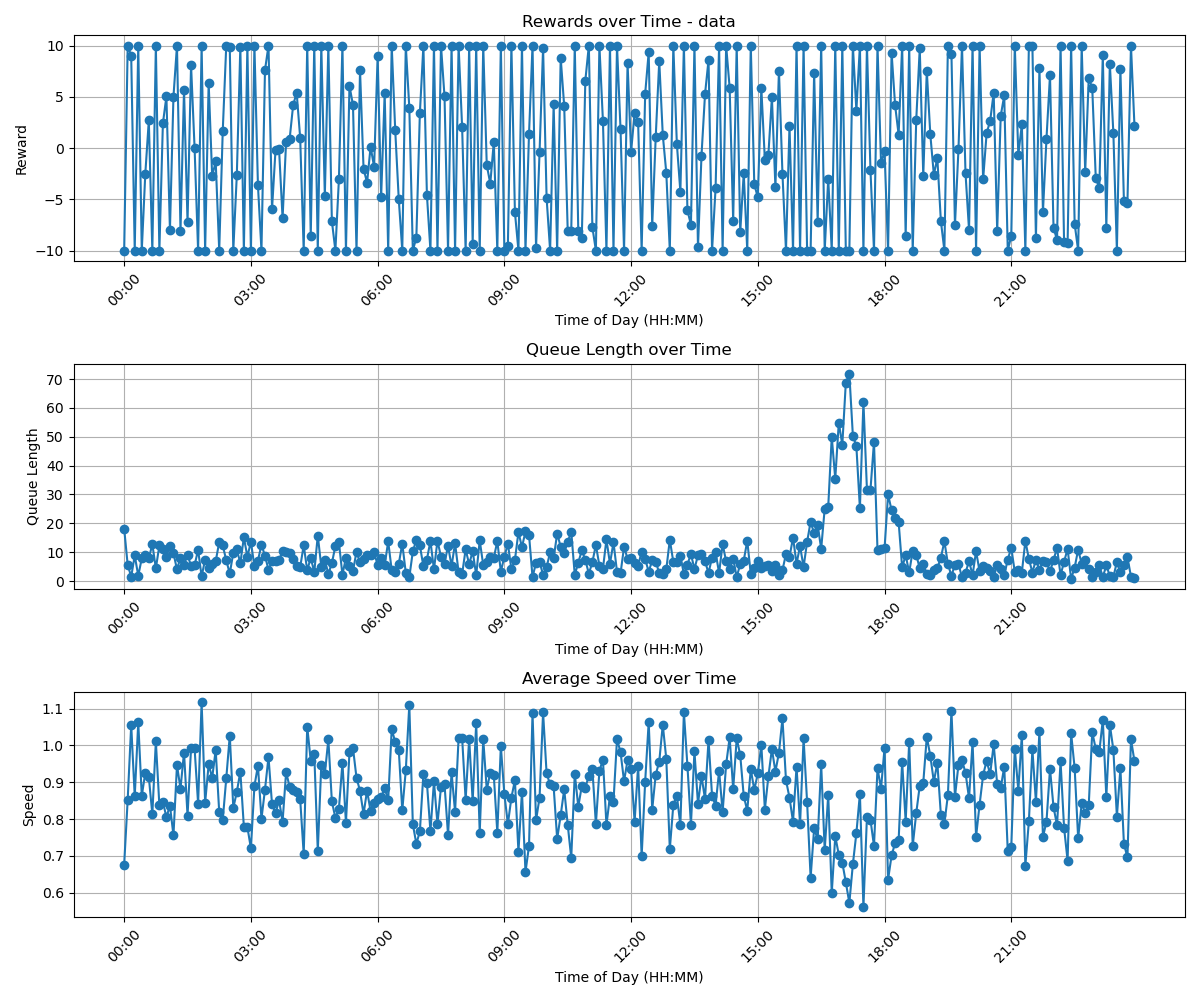 Rewards over Time - data
10
5
0
−5
−10
Reward
00:00 03:00 06:00 09:00 12:00 15:00 18:00 21:00
Time of Day (HH:MM)
Queue Length over Time
70
60
50
40
30
20
10
0
Queue Length
00:00 03:00 06:00 09:00 12:00 15:00 18:00 21:00
Time of Day (HH:MM)
Average Speed over Time
1.1
1.0
0.9
0.8
0.7
0.6
Speed
00:00 03:00 06:00 09:00 12:00 15:00 18:00 21:00
Time of Day (HH:MM)